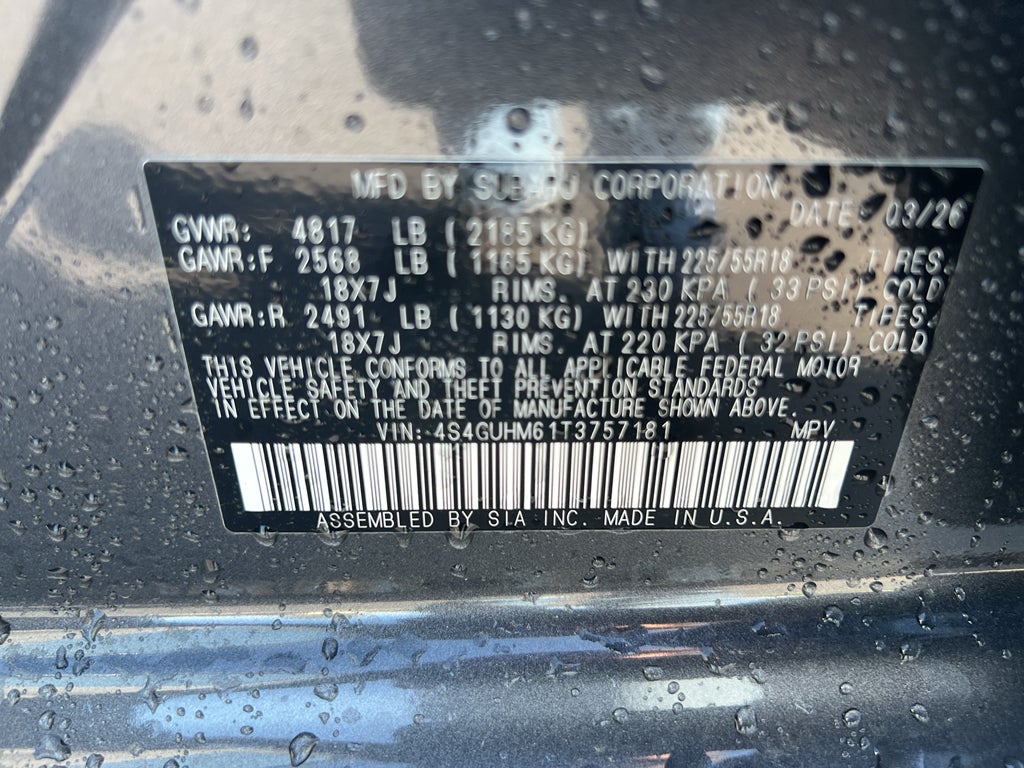 MFD BY SUBARU CORPORATION
DATE: 03/26
GVWR: 4817 LB ( 2185 KG)
GAWR:F 2568 LB ( 1165 KG) WITH 225/55R18 TIRES.
18X7J RIMS. AT 230 KPA ( 33 PSI) COLD
GAWR:R 2491 LB ( 1130 KG) WITH 225/55R18 TIRES.
18X7J RIMS. AT 220 KPA ( 32 PSI) COLD
THIS VEHICLE CONFORMS TO ALL APPLICABLE FEDERAL MOTOR
VEHICLE SAFETY AND THEFT PREVENTION STANDARDS
IN EFFECT ON THE DATE OF MANUFACTURE SHOWN ABOVE.
VIN: 4S4GUHM61T3757181 MPV
ASSEMBLED BY SIA INC. MADE IN U.S.A.